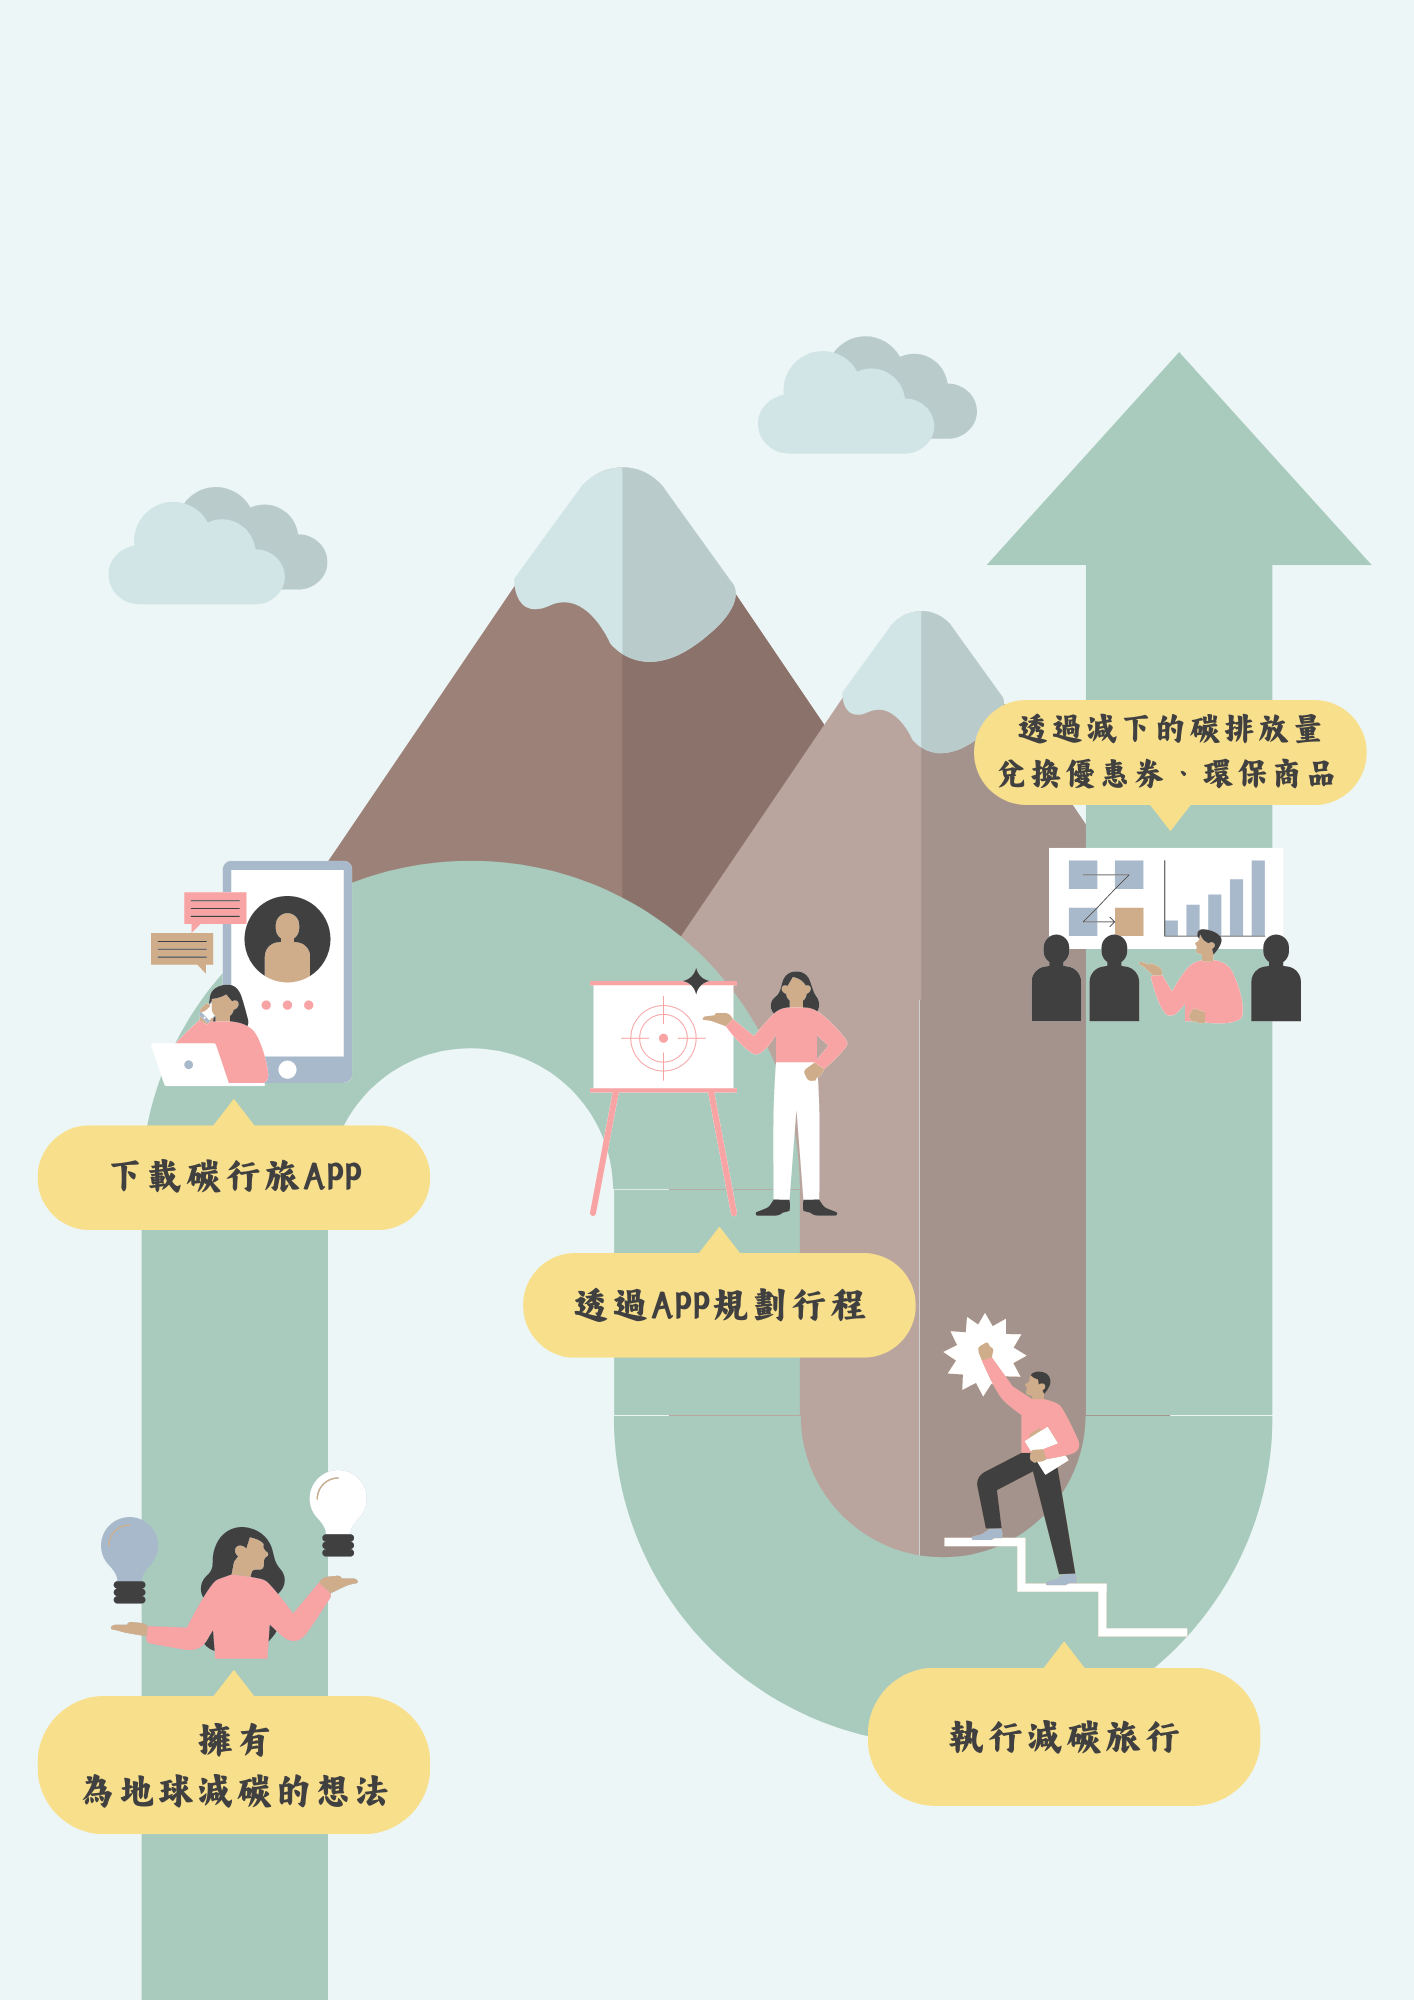 透過減下的碳排放量
兌換優惠券．環保商品
下載碳行旅APP
透過APP規劃行程
執行減碳旅行
擁有
為地球減碳的想法